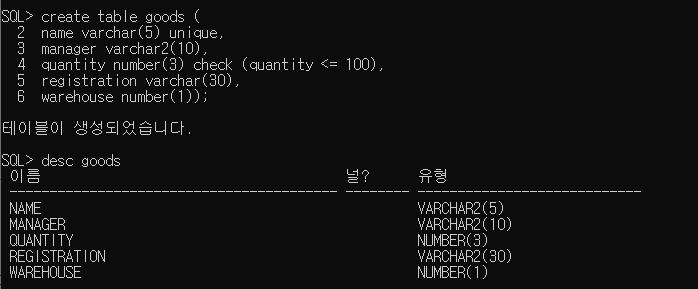 SQL> create table goods (
  2  name varchar(5) unique,
  3  manager varchar2(10),
  4  quantity number(3) check (quantity <= 100),
  5  registration varchar(30),
  6  warehouse number(1));
테이블이 생성되었습니다.
SQL> desc goods
이름 널? 유형
----------------------------------------- -------- ----------------------------
NAME VARCHAR2(5)
MANAGER VARCHAR2(10)
QUANTITY NUMBER(3)
REGISTRATION VARCHAR2(30)
WAREHOUSE NUMBER(1)